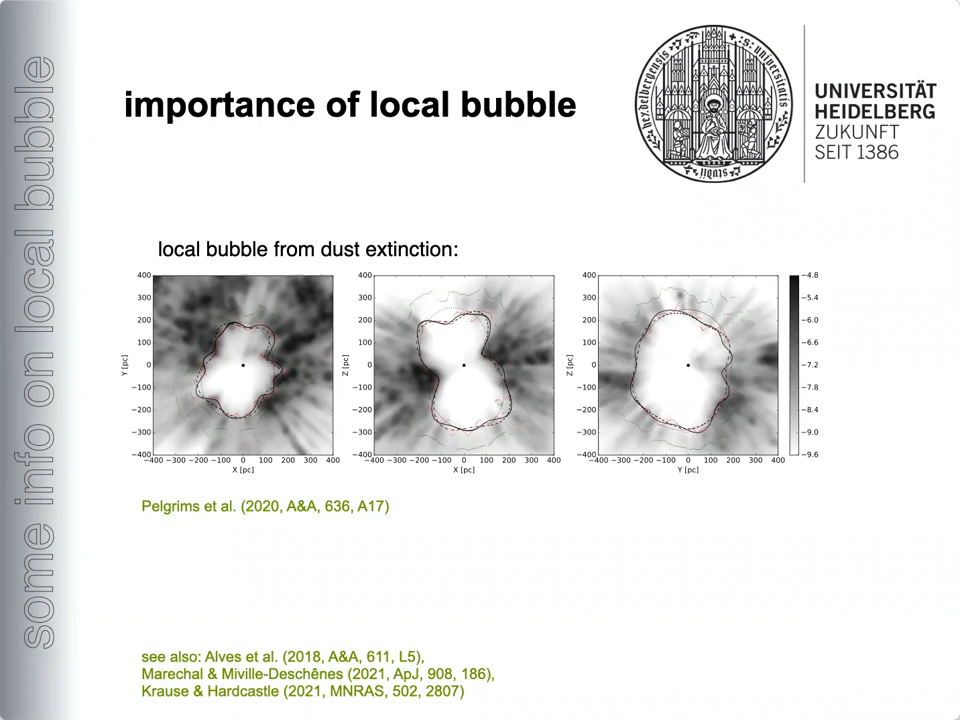 some info on local bubble
importance of local bubble
UNIVERSITÄT
HEIDELBERG
ZUKUNFT
SEIT 1386
local bubble from dust extinction:
400
300
200
100
0
−100
−200
−300
−400
Y [pc]
−400 −300 −200 −100 0 100 200 300 400
X [pc]
400
300
200
100
0
−100
−200
−300
−400
Z [pc]
−400 −300 −200 −100 0 100 200 300 400
X [pc]
400
300
200
100
0
−100
−200
−300
−400
Z [pc]
−400 −300 −200 −100 0 100 200 300 400
Y [pc]
−4.8
−5.4
−6.0
−6.6
−7.2
−7.8
−8.4
−9.0
−9.6
Pelgrims et al. (2020, A&A, 636, A17)
see also: Alves et al. (2018, A&A, 611, L5),
Marechal & Miville-Deschênes (2021, ApJ, 908, 186),
Krause & Hardcastle (2021, MNRAS, 502, 2807)